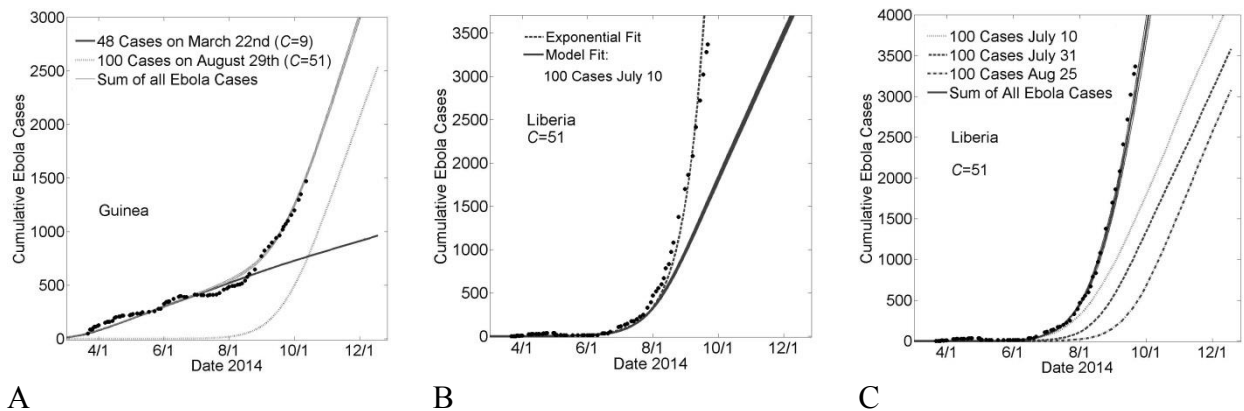 3000
2500
2000
1500
1000
500
0
Cumulative Ebola Cases
48 Cases on March 22nd (C=9)
100 Cases on August 29th (C=51)
Sum of all Ebola Cases
Guinea
4/1 6/1 8/1 10/1 12/1
Date 2014
A
3500
3000
2500
2000
1500
1000
500
0
Cumulative Ebola Cases
Exponential Fit
Model Fit:
100 Cases July 10
Liberia
C=51
4/1 6/1 8/1 10/1 12/1
Date 2014
B
4000
3500
3000
2500
2000
1500
1000
500
0
Cumulative Ebola Cases
100 Cases July 10
100 Cases July 31
100 Cases Aug 25
Sum of All Ebola Cases
Liberia
C=51
4/1 6/1 8/1 10/1 12/1
Date 2014
C